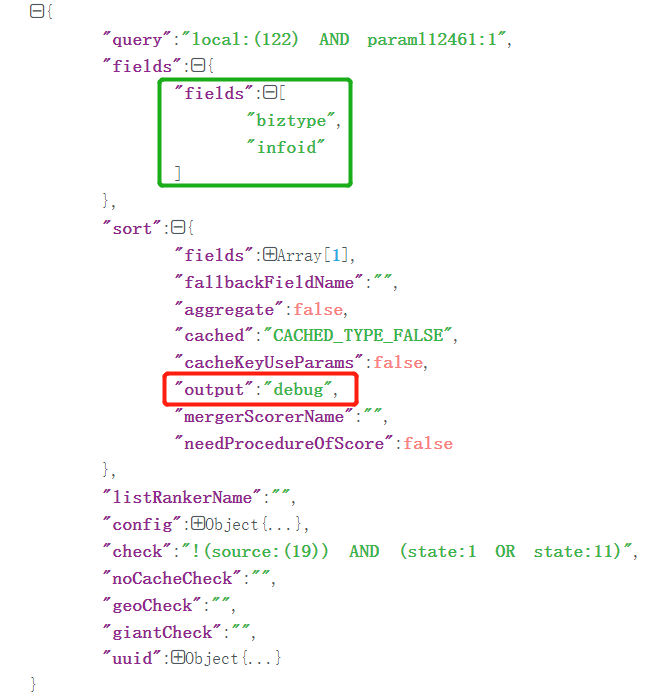 {
"query":"local:(122) AND param112461:1",
"fields":{
"fields":[
"biztype",
"infoid"
]
},
"sort":{
"fields":Array[1],
"fallbackFieldName":"",
"aggregate":false,
"cached":"CACHED_TYPE_FALSE",
"cacheKeyUseParams":false,
"output":"debug",
"mergerScorerName":"",
"needProcedureOfScore":false
},
"listRankerName":"",
"config":Object{...},
"check":"!(source:(19)) AND (state:1 OR state:11)",
"noCacheCheck":"",
"geoCheck":"",
"giantCheck":"",
"uuid":Object{...}
}